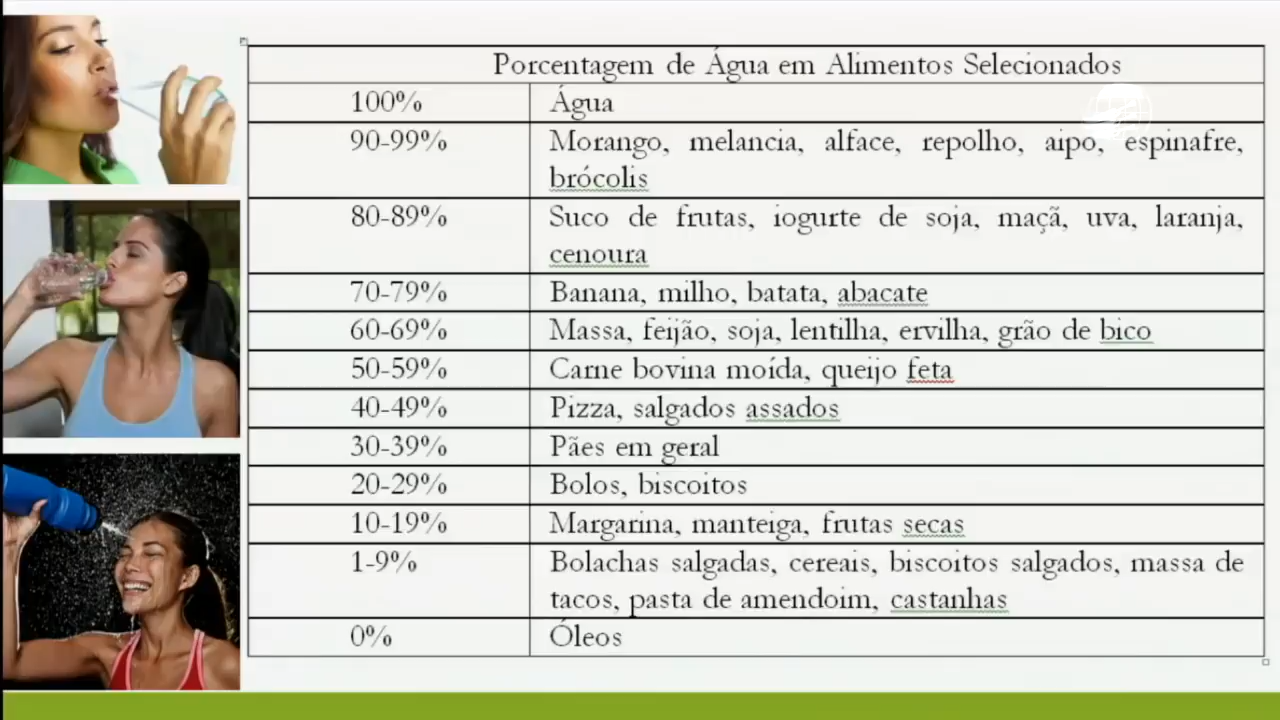 Porcentagem de Água em Alimentos Selecionados
100% Água
90-99% Morango, melancia, alface, repolho, aipo, espinafre,
brócolis
80-89% Suco de frutas, iogurte de soja, maçã, uva, laranja,
cenoura
70-79% Banana, milho, batata, abacate
60-69% Massa, feijão, soja, lentilha, ervilha, grão de bico
50-59% Carne bovina moída, queijo feta
40-49% Pizza, salgados assados
30-39% Pães em geral
20-29% Bolos, biscoitos
10-19% Margarina, manteiga, frutas secas
1-9% Bolachas salgadas, cereais, biscoitos salgados, massa de
tacos, pasta de amendoim, castanhas
0% Óleos